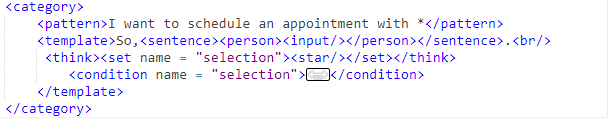 <category>
<pattern>I want to schedule an appointment with *</pattern>
<template>So,<sentence><person><input/></person></sentence>.<br/>
<think><set name = "selection"><star/></set></think>
<condition name = "selection"></condition>
</template>
</category>